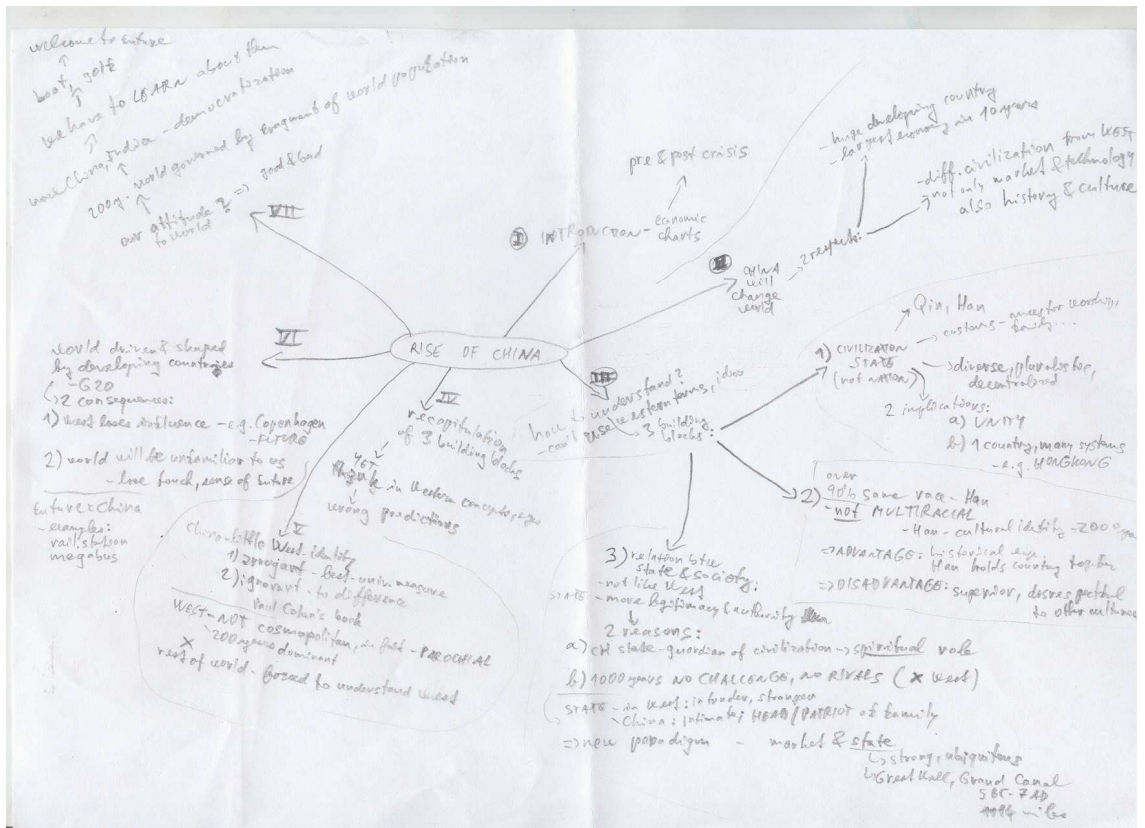 RISE OF CHINA
I INTRODUCTION - economic
charts
pre & post crisis
II CHINA
will
change
world
2 respects:
- huge developing country
- largest economy in 10 years
- diff. civilization from WEST
- not only market & technology
also history & culture
III how understand?
- can't use western terms, ideas
3 building
blocks:
1) CIVILIZATION
STATE
(not NATION)
Qin, Han
customs - ancestor worship,
family...
diverse, pluralistic,
decentralized
2 implications:
a) UNITY
b) 1 country, many systems
- e.g. HONGKONG
2) over
90% same race - Han
- not MULTIRACIAL
- Han - cultural identity - 2000 years
=> ADVANTAGE: historical exp.
Han holds country together
=> DISADVANTAGE: superior, disrespectful
to other cultures
3) relation btw
state & society:
- not like West
STATE - more legitimacy & authority
2 reasons:
a) CH state - guardian of civilization -> spiritual role
b) 1000 years NO CHALLENGE, NO RIVALS (X West)
STATE - in West: intruder, stranger
China: intimate; HEAD/PATRIOT of family
=> new paradigm - market & state
strong, ubiquitous
Great Wall, Grand Canal
5BC - 7AD
1114 miles
IV
recapitulation
of 3 building blocks
YET
in Western concepts, ego
wrong predictions
V
China - little West. identity
1) arrogant - best - univ. measure
2) ignorant - to difference
Paul Cohen's book
WEST - NOT cosmopolitan, in fact - PAROCHIAL
200 years dominant
X
rest of world - forced to understand West
VI
world driven & shaped
by developing countries
- G20
2 consequences:
1) West loses influence - e.g. Copenhagen
- FUTURE
2) world will be unfamiliar to us
- lose touch, sense of future
future = China
- examples:
rail. station
megabus
VII
our attitude ? => good & bad
to world
200y: world governed by fragment of world population
now China, India - democratization
we have to LEARN about them
boat, gate
welcome to future